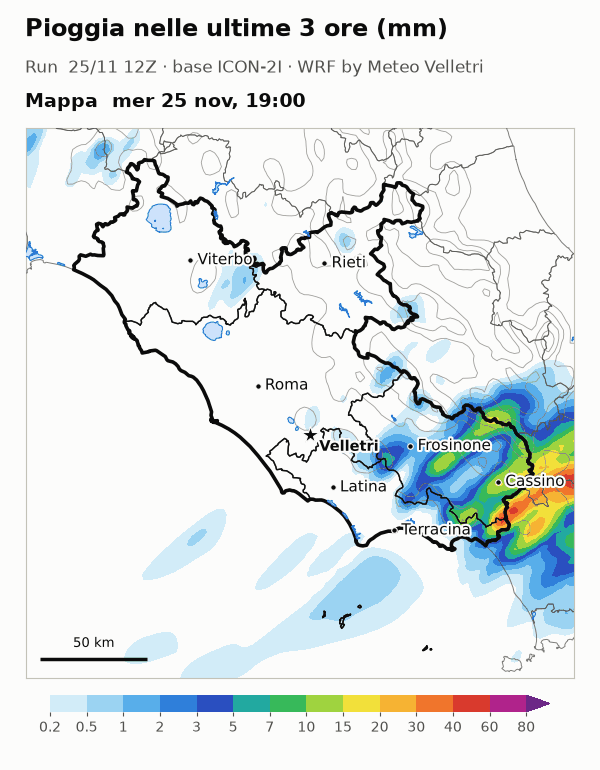 Pioggia nelle ultime 3 ore (mm)
Run  25/11 12Z · base ICON-2I · WRF by Meteo Velletri
Mappa  mer 25 nov, 19:00
Viterbo
Rieti
Roma
Velletri
Frosinone
Latina
Cassino
Terracina
50 km
0.2 0.5 1 2 3 5 7 10 15 20 30 40 60 80